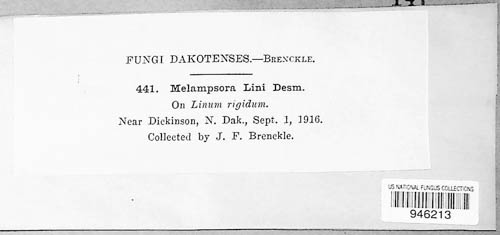 FUNGI DAKOTENSES.—BRENCKLE.
441. Melampsora Lini Desm.
On Linum rigidum.
Near Dickinson, N. Dak., Sept. 1, 1916.
Collected by J. F. Brenckle.
US NATIONAL FUNGUS COLLECTIONS
946213